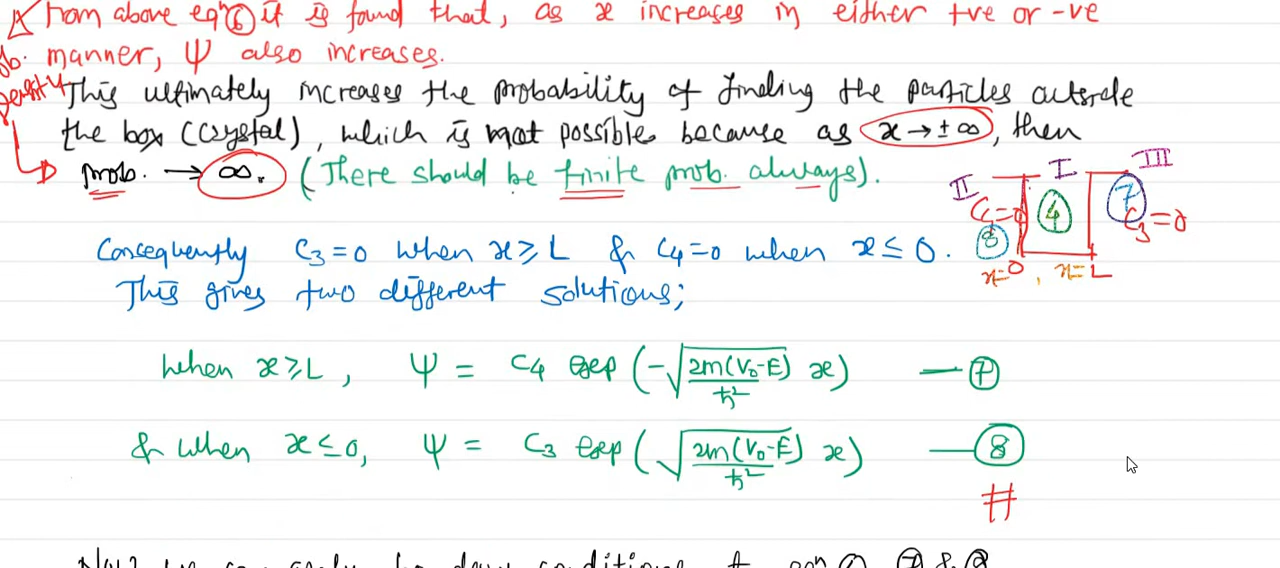 from above eqn ⑥ it is found that, as x increases in either +ve or -ve
manner, ψ also increases.
This ultimately increases the probability of finding the particles outside
the box (crystal), which is not possible because as x → ± ∞, then
prob. → ∞. (There should be finite prob. always).
II I III
C4=0 4 7 C3=0
8
x=0, x=L
Consequently C3=0 when x ≥ L & C4=0 when x ≤ 0.
This gives two different solutions;
when x ≥ L, ψ = C4 exp (-√(2m(V0-E)/ħ²) x) — ⑦
& when x ≤ 0, ψ = C3 exp (√(2m(V0-E)/ħ²) x) — ⑧
#